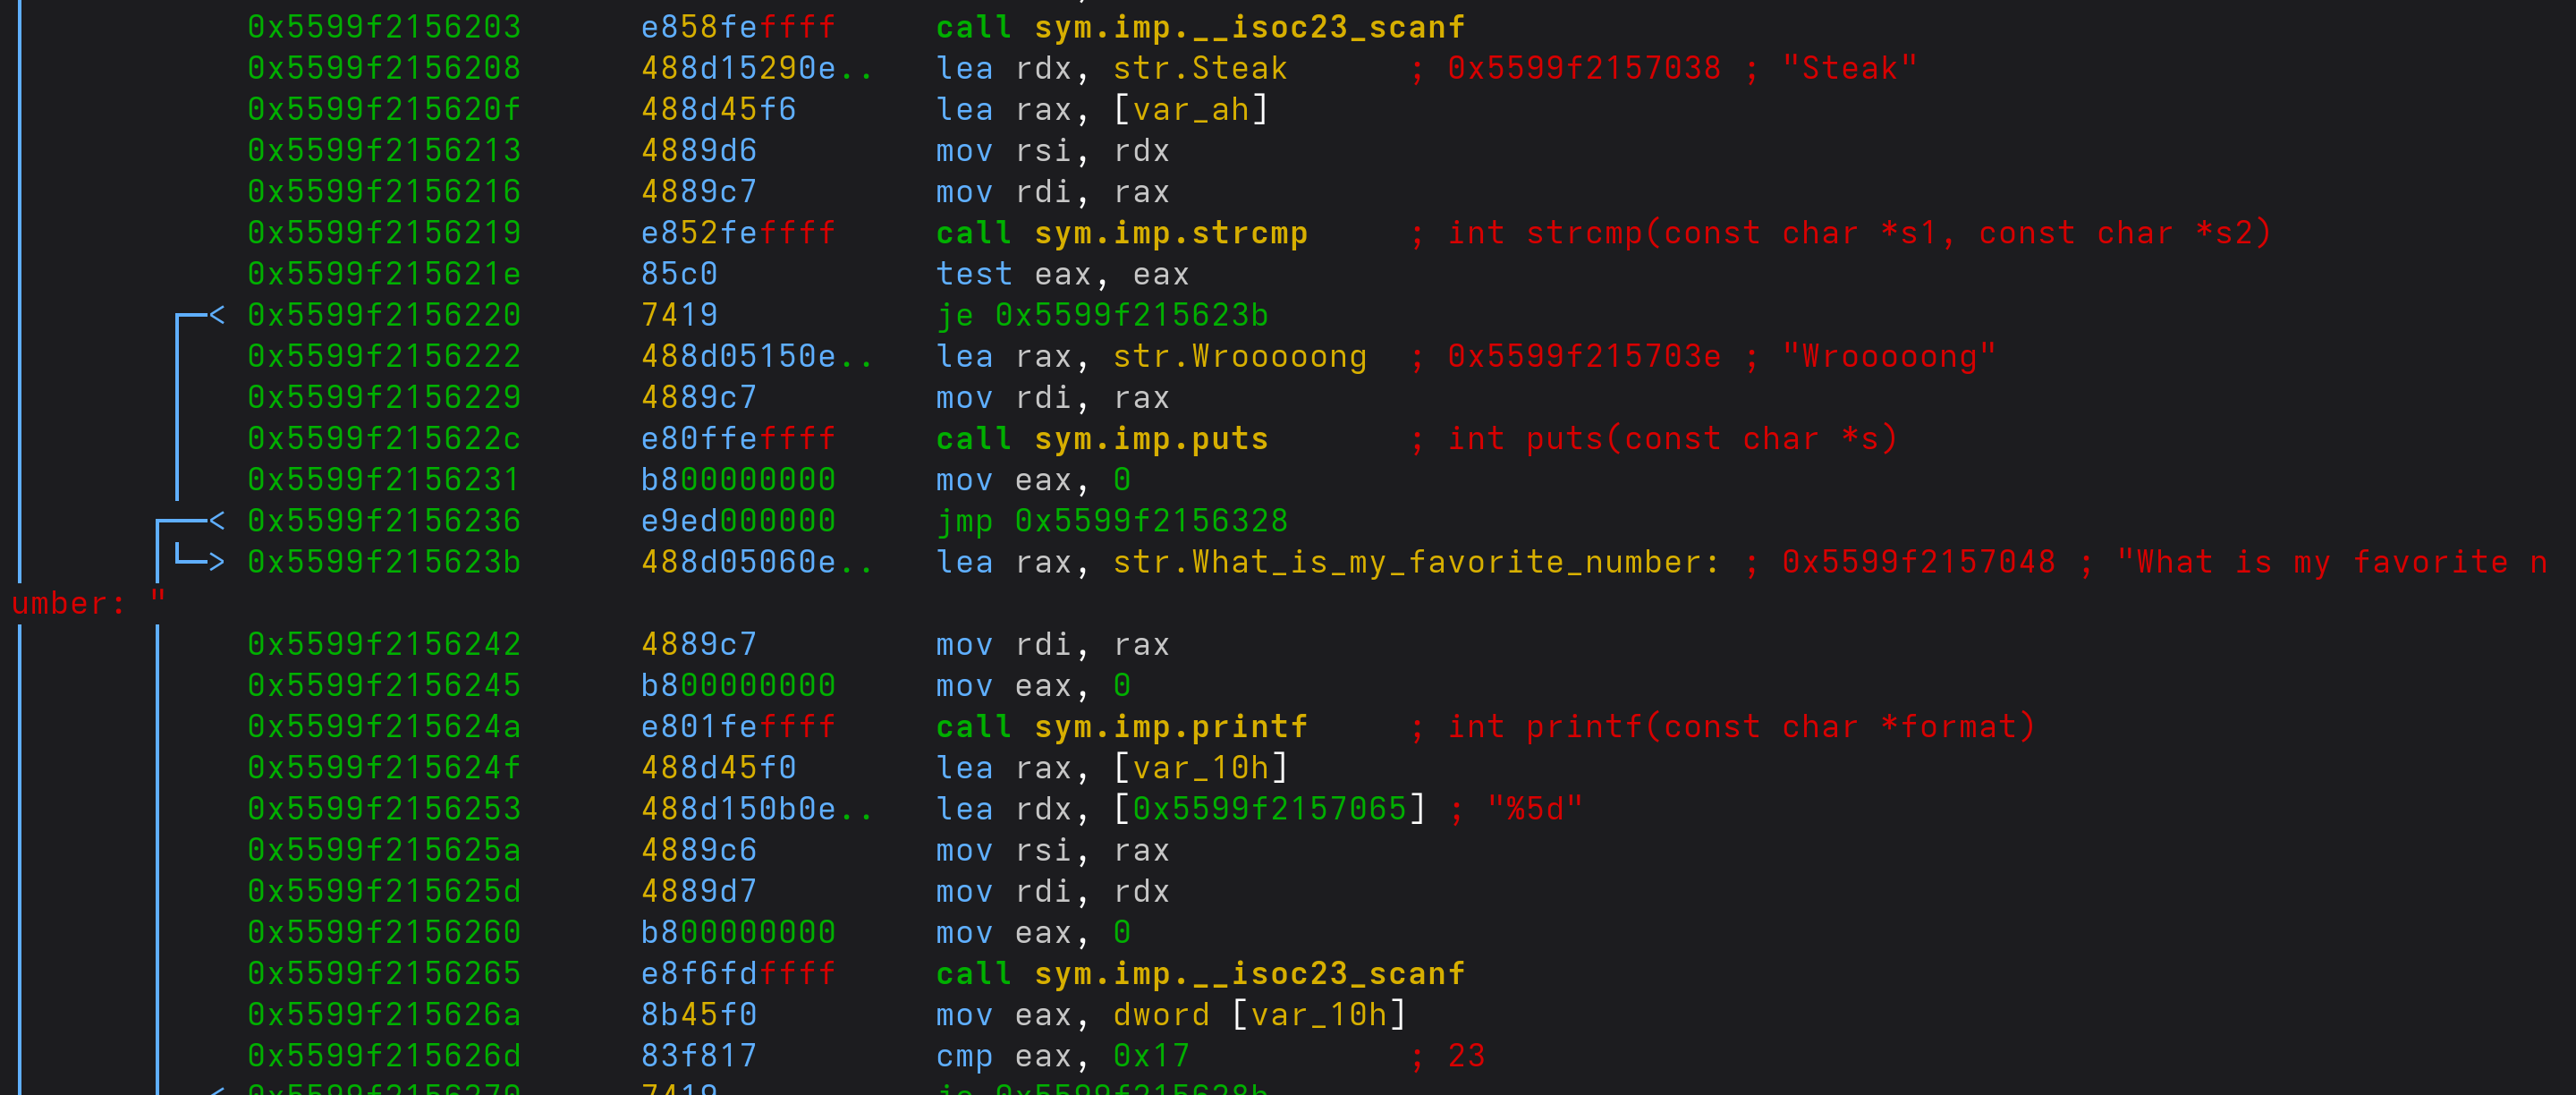 0x5599f2156203 e858feffff call sym.imp.__isoc23_scanf
0x5599f2156208 488d15290e.. lea rdx, str.Steak ; 0x5599f2157038 ; "Steak"
0x5599f215620f 488d45f6 lea rax, [var_ah]
0x5599f2156213 4889d6 mov rsi, rdx
0x5599f2156216 4889c7 mov rdi, rax
0x5599f2156219 e852feffff call sym.imp.strcmp ; int strcmp(const char *s1, const char *s2)
0x5599f215621e 85c0 test eax, eax
< 0x5599f2156220 7419 je 0x5599f215623b
0x5599f2156222 488d05150e.. lea rax, str.Wrooooong ; 0x5599f215703e ; "Wrooooong"
0x5599f2156229 4889c7 mov rdi, rax
0x5599f215622c e80ffeffff call sym.imp.puts ; int puts(const char *s)
0x5599f2156231 b800000000 mov eax, 0
< 0x5599f2156236 e9ed000000 jmp 0x5599f2156328
> 0x5599f215623b 488d05060e.. lea rax, str.What_is_my_favorite_number: ; 0x5599f2157048 ; "What is my favorite n
umber: "
0x5599f2156242 4889c7 mov rdi, rax
0x5599f2156245 b800000000 mov eax, 0
0x5599f215624a e801feffff call sym.imp.printf ; int printf(const char *format)
0x5599f215624f 488d45f0 lea rax, [var_10h]
0x5599f2156253 488d150b0e.. lea rdx, [0x5599f2157065] ; "%5d"
0x5599f215625a 4889c6 mov rsi, rax
0x5599f215625d 4889d7 mov rdi, rdx
0x5599f2156260 b800000000 mov eax, 0
0x5599f2156265 e8f6fdffff call sym.imp.__isoc23_scanf
0x5599f215626a 8b45f0 mov eax, dword [var_10h]
0x5599f215626d 83f817 cmp eax, 0x17 ; 23
< 0x5599f2156270 7419 je 0x5599f215628b